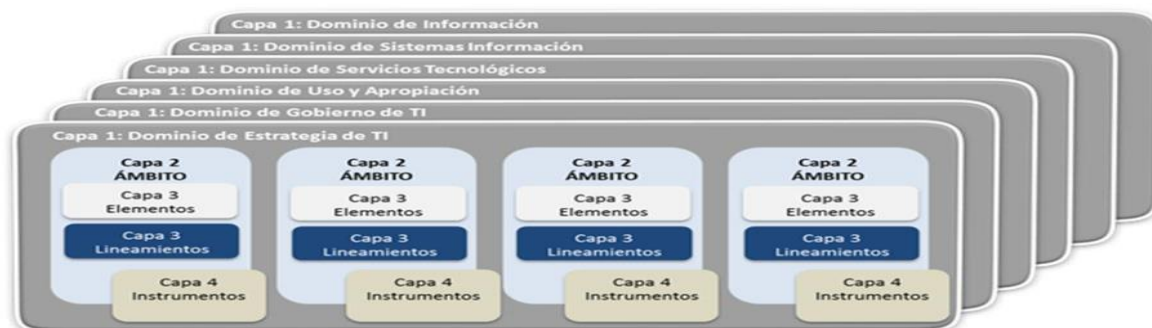 Capa 1: Dominio de Información
Capa 1: Dominio de Sistemas Información
Capa 1: Dominio de Servicios Tecnológicos
Capa 1: Dominio de Uso y Apropiación
Capa 1: Dominio de Gobierno de TI
Capa 1: Dominio de Estrategia de TI
Capa 2
ÁMBITO
Capa 3
Elementos
Capa 3
Lineamientos
Capa 4
Instrumentos
Capa 2
ÁMBITO
Capa 3
Elementos
Capa 3
Lineamientos
Capa 4
Instrumentos
Capa 2
ÁMBITO
Capa 3
Elementos
Capa 3
Lineamientos
Capa 4
Instrumentos
Capa 2
ÁMBITO
Capa 3
Elementos
Capa 3
Lineamientos
Capa 4
Instrumentos